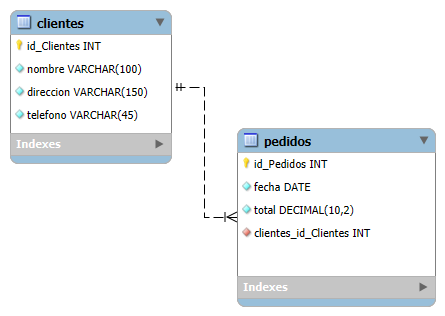 clientes
id_Clientes INT
nombre VARCHAR(100)
direccion VARCHAR(150)
telefono VARCHAR(45)
Indexes
pedidos
id_Pedidos INT
fecha DATE
total DECIMAL(10,2)
clientes_id_Clientes INT
Indexes